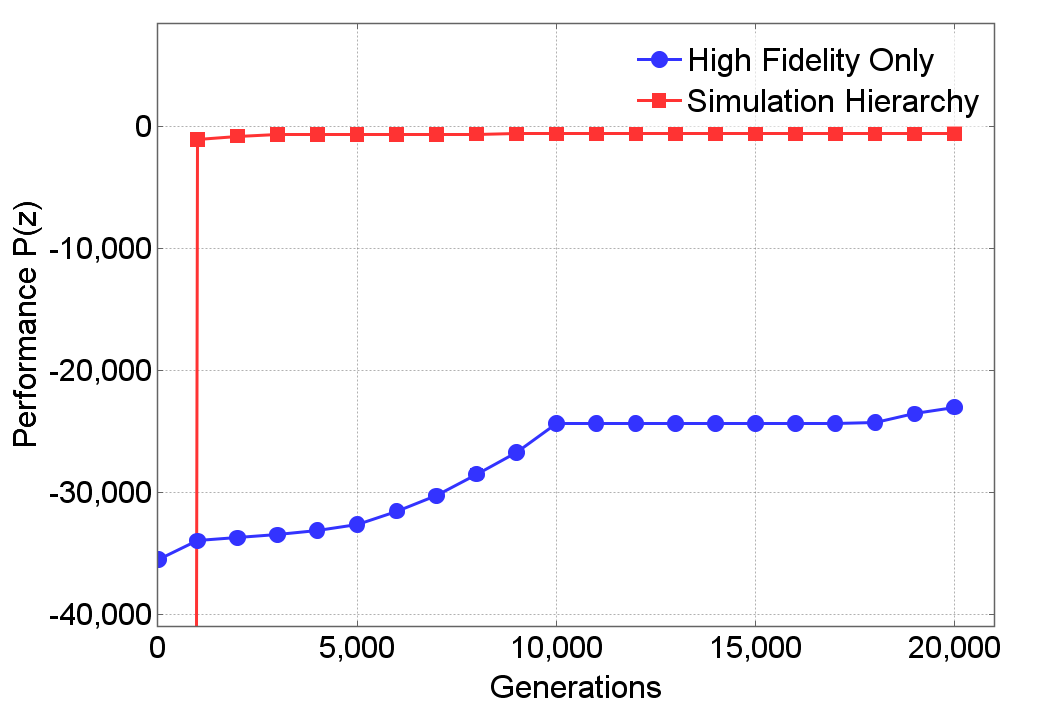 High Fidelity Only
Simulation Hierarchy
0
-10,000
-20,000
-30,000
-40,000
Performance P(z)
0 5,000 10,000 15,000 20,000
Generations